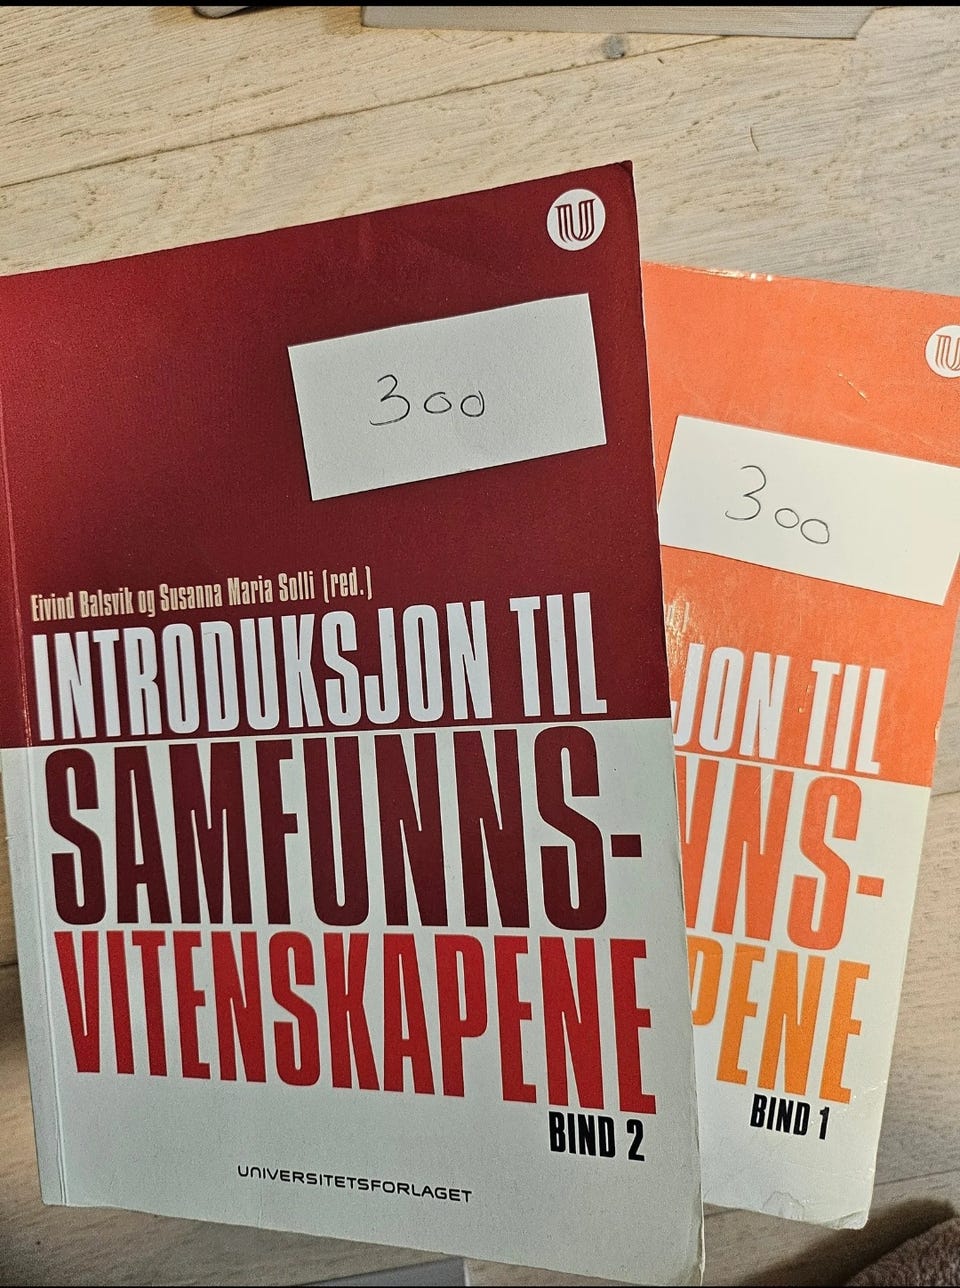 U
300
Eivind Balsvik og Susanna Maria Solli (red.)
INTRODUKSJON TIL
SAMFUNNS-
VITENSKAPENE
BIND 2
UNIVERSITETSFORLAGET
U
300
JON TIL
NNS-
PENE
BIND 1